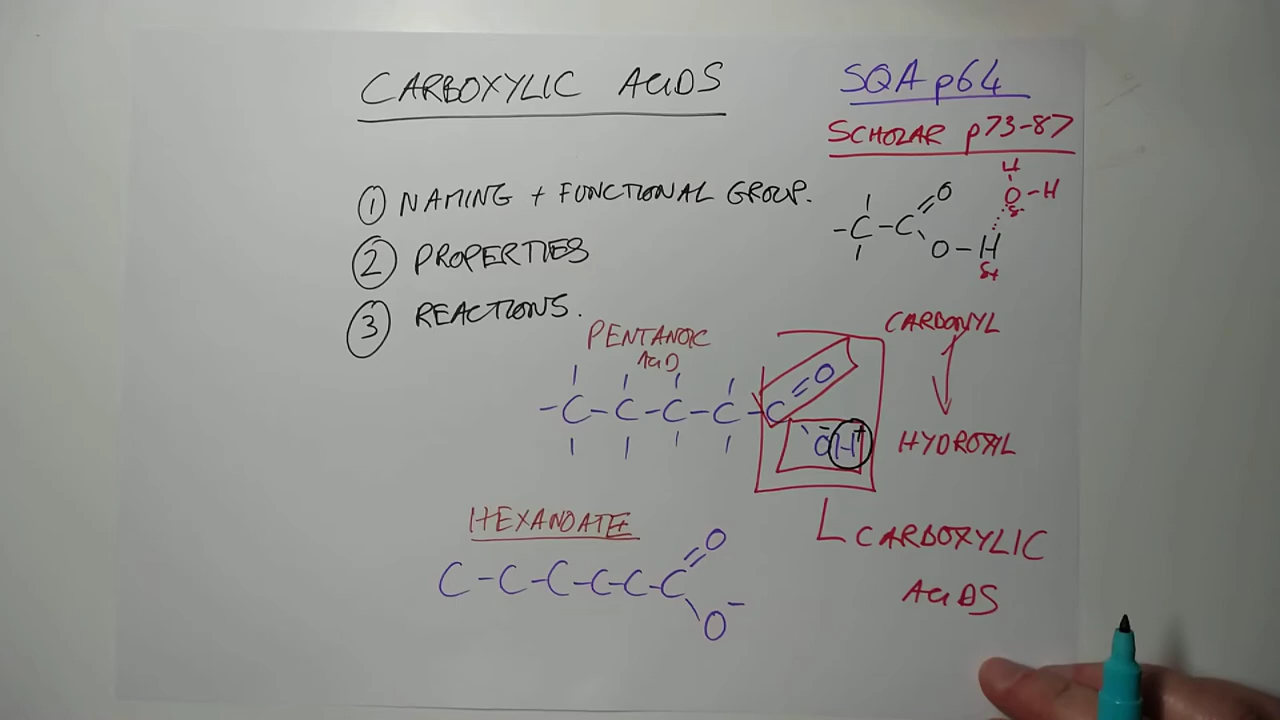 CARBOXYLIC ACIDS
SQA p64
SCHOLAR p73-87
① NAMING + FUNCTIONAL GROUP.
② PROPERTIES
③ REACTIONS.
H
O-H
δ-
-C-C=O
O-H
δ+
PENTANOIC
ACID
CARBONYL
-C-C-C-C-C=O
OH
HYDROXYL
HEXANOATE
C-C-C-C-C-C=O
O-
CARBOXYLIC
ACIDS